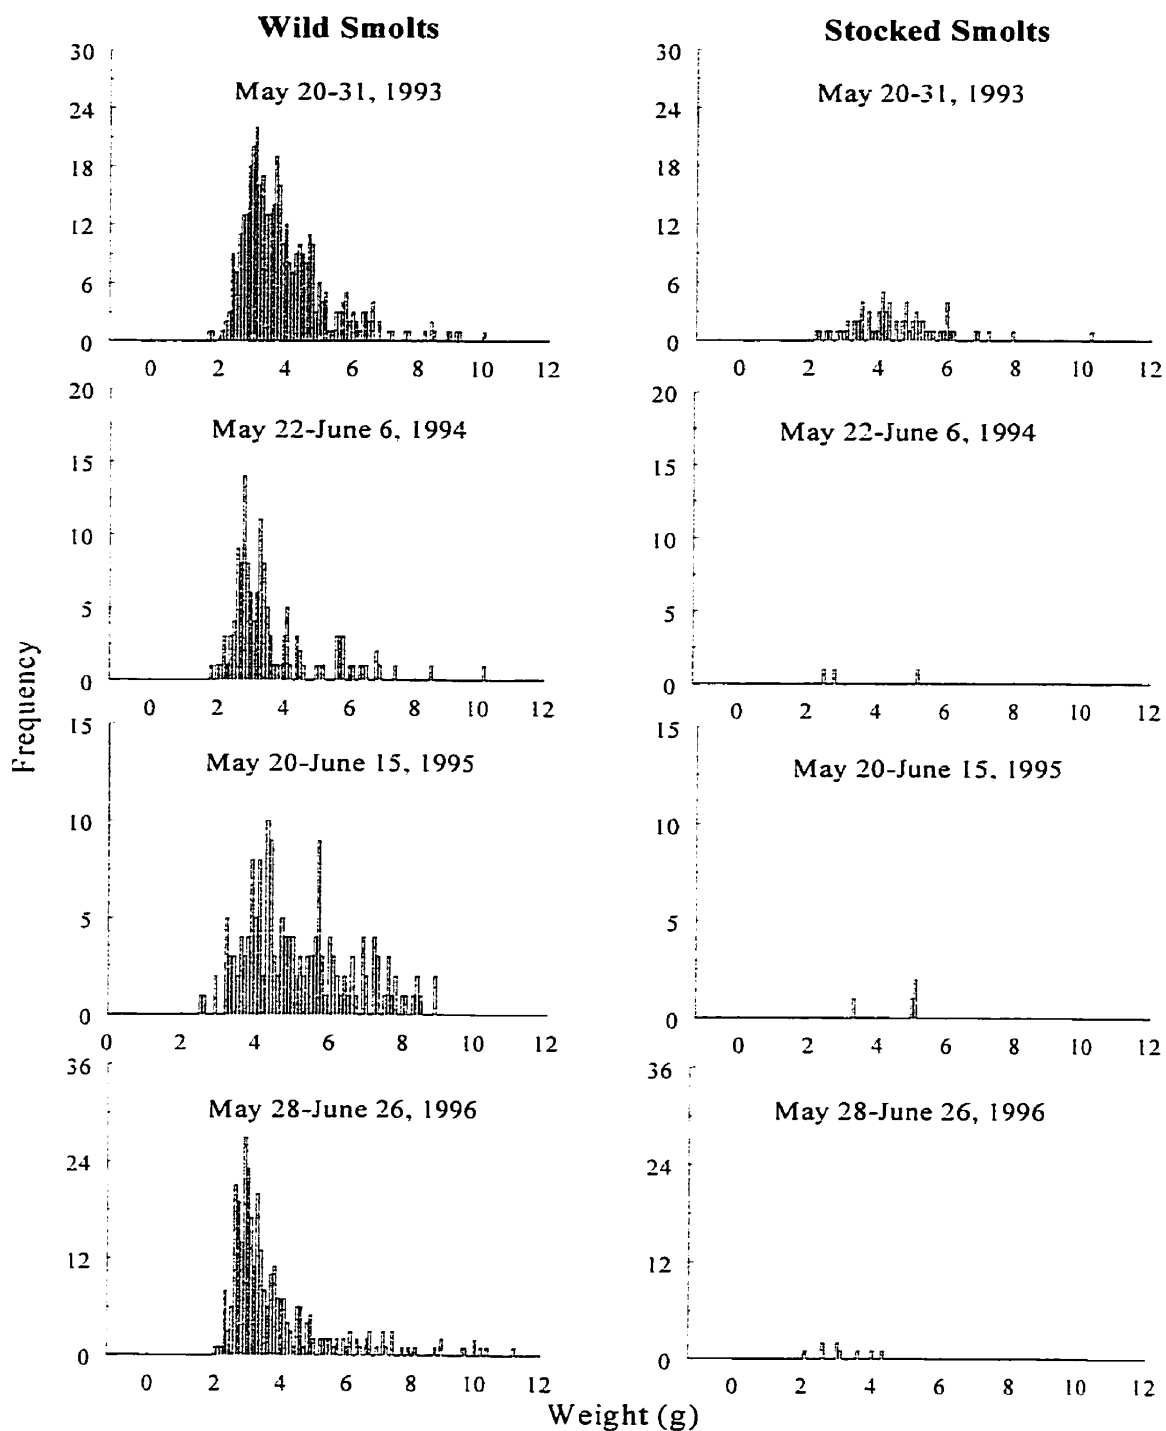 Wild Smolts
Stocked Smolts
May 20-31, 1993
30
24
18
12
6
0
0 2 4 6 8 10 12
May 20-31, 1993
30
24
18
12
6
0
0 2 4 6 8 10 12
May 22-June 6, 1994
20
15
10
5
0
0 2 4 6 8 10 12
May 22-June 6, 1994
20
15
10
5
0
0 2 4 6 8 10 12
Frequency
May 20-June 15, 1995
15
10
5
0
0 2 4 6 8 10 12
May 20-June 15, 1995
15
10
5
0
0 2 4 6 8 10 12
May 28-June 26, 1996
36
24
12
0
0 2 4 6 8 10 12
May 28-June 26, 1996
36
24
12
0
0 2 4 6 8 10 12
Weight (g)